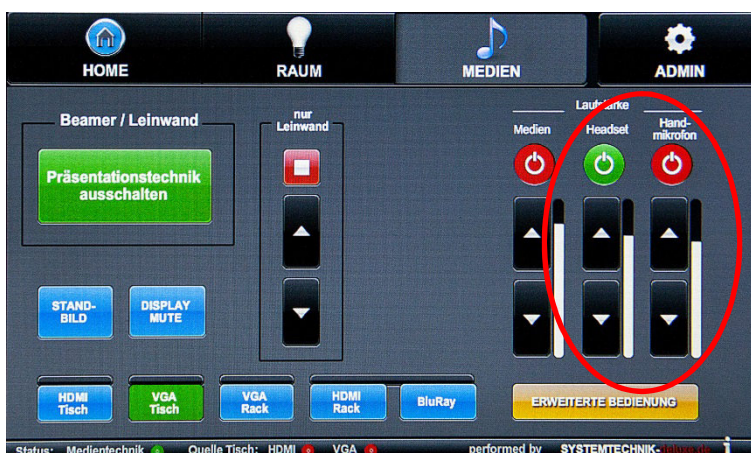 HOME
RAUM
MEDIEN
ADMIN
Beamer / Leinwand
nur
Leinwand
Lautstärke
Medien
Headset
Hand-
mikrofon
Präsentationstechnik
ausschalten
STAND-
BILD
DISPLAY
MUTE
HDMI
Tisch
VGA
Tisch
VGA
Rack
HDMI
Rack
BluRay
ERWEITERTE BEDIENUNG
Status: Medientechnik
Quelle Tisch: HDMI VGA
performed by SYSTEMTECHNIK-
i